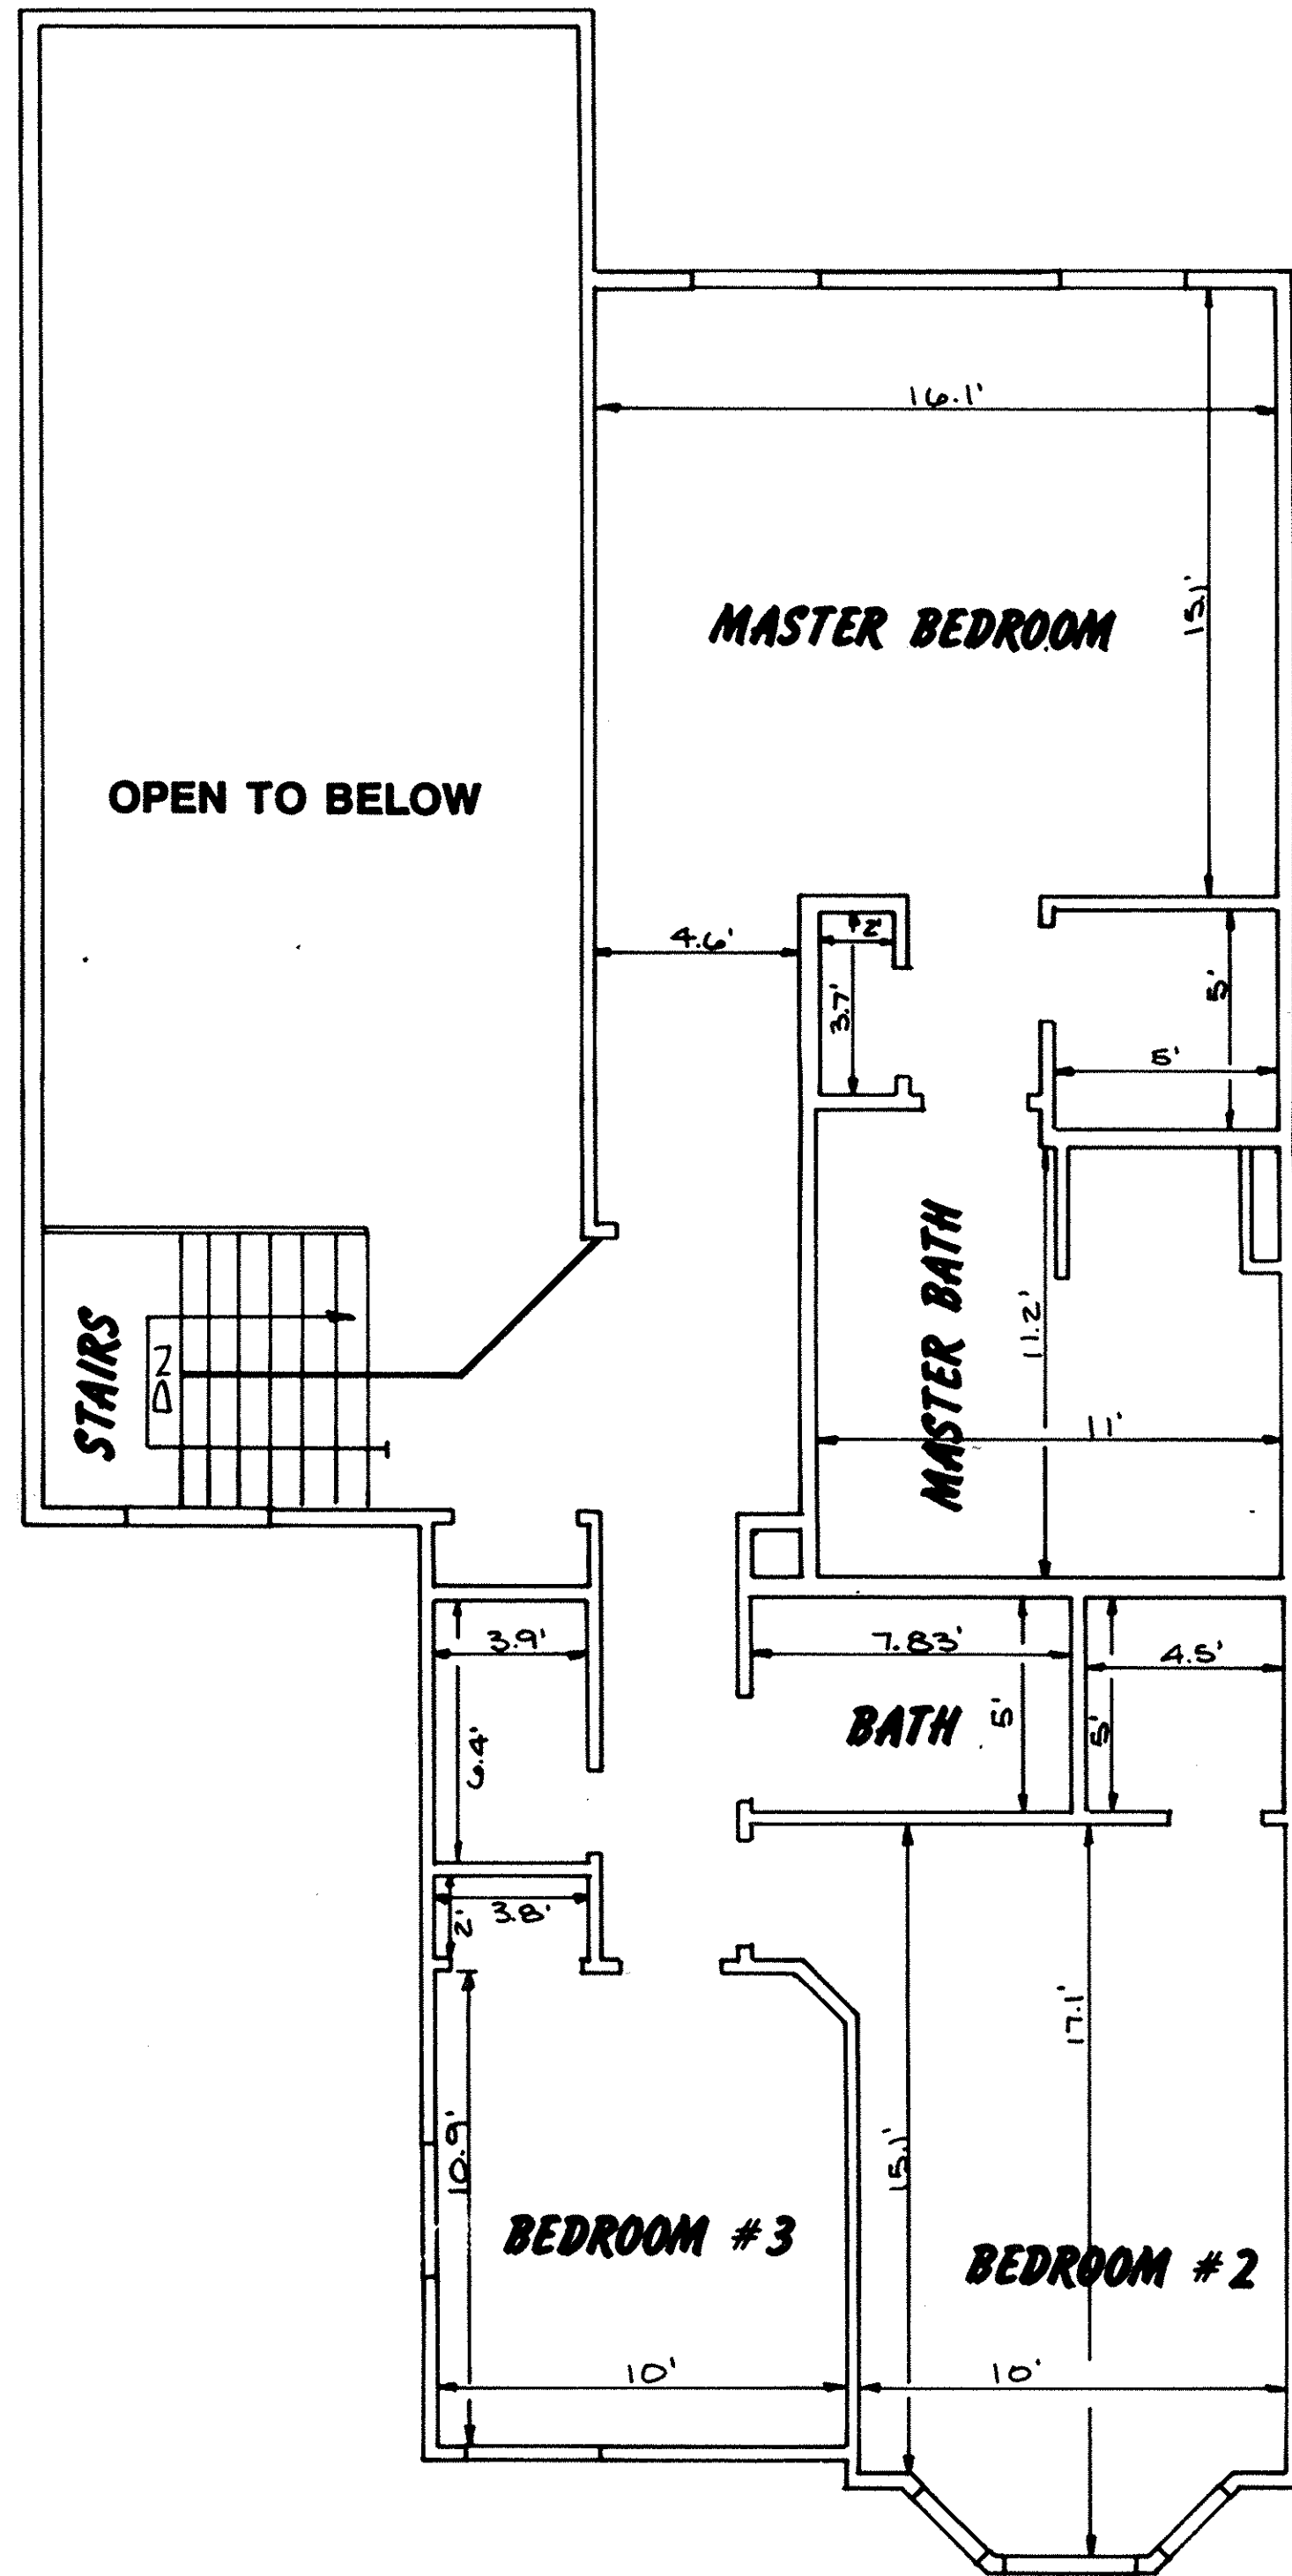 16.1'
15.1'
MASTER BEDROOM
OPEN TO BELOW
4.6'
2'
3.7'
5'
5'
MASTER BATH
11.2'
11'
STAIRS
DN
3.9'
6.4'
7.83'
5'
BATH
4.5'
5'
2'
3.8'
10.9'
BEDROOM #3
10'
15.1'
17.1'
BEDROOM #2
10'